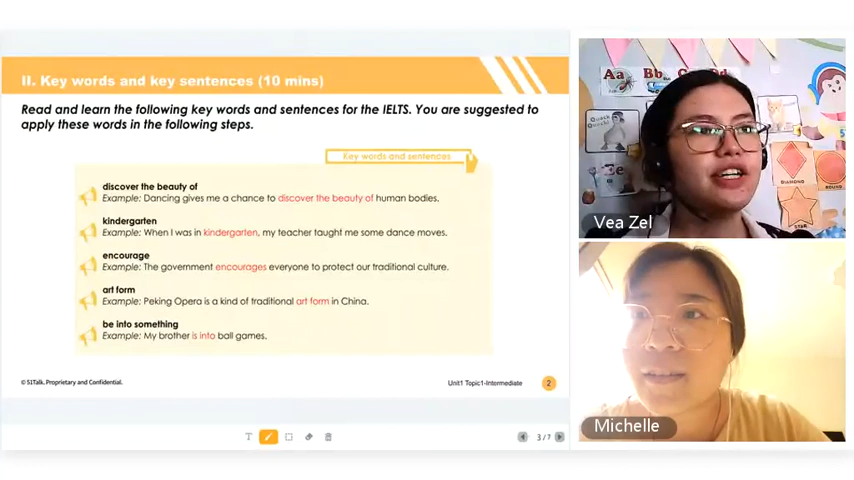 II. Key words and key sentences (10 mins)
Read and learn the following key words and sentences for the IELTS. You are suggested to
apply these words in the following steps.
Key words and sentences
discover the beauty of
Example: Dancing gives me a chance to discover the beauty of human bodies.
kindergarten
Example: When I was in kindergarten, my teacher taught me some dance moves.
encourage
Example: The government encourages everyone to protect our traditional culture.
art form
Example: Peking Opera is a kind of traditional art form in China.
be into something
Example: My brother is into ball games.
© 51Talk. Proprietary and Confidential.
Unit1 Topic1-Intermediate
2
T
3/7
Aa
Bb
Quack
Quack!
Ee
DIAMOND
ROUND
STAR
Vea Zel
Michelle